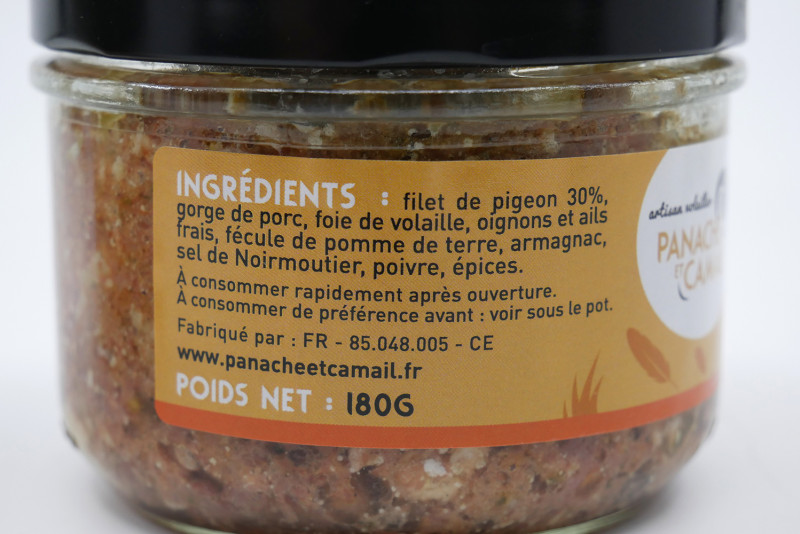 INGRÉDIENTS : filet de pigeon 30%,
gorge de porc, foie de volaille, oignons et ails
frais, fécule de pomme de terre, armagnac,
sel de Noirmoutier, poivre, épices.
À consommer rapidement après ouverture.
À consommer de préférence avant : voir sous le pot.
Fabriqué par : FR - 85.048.005 - CE
www.panacheetcamail.fr
POIDS NET : 180G
artisan
ET